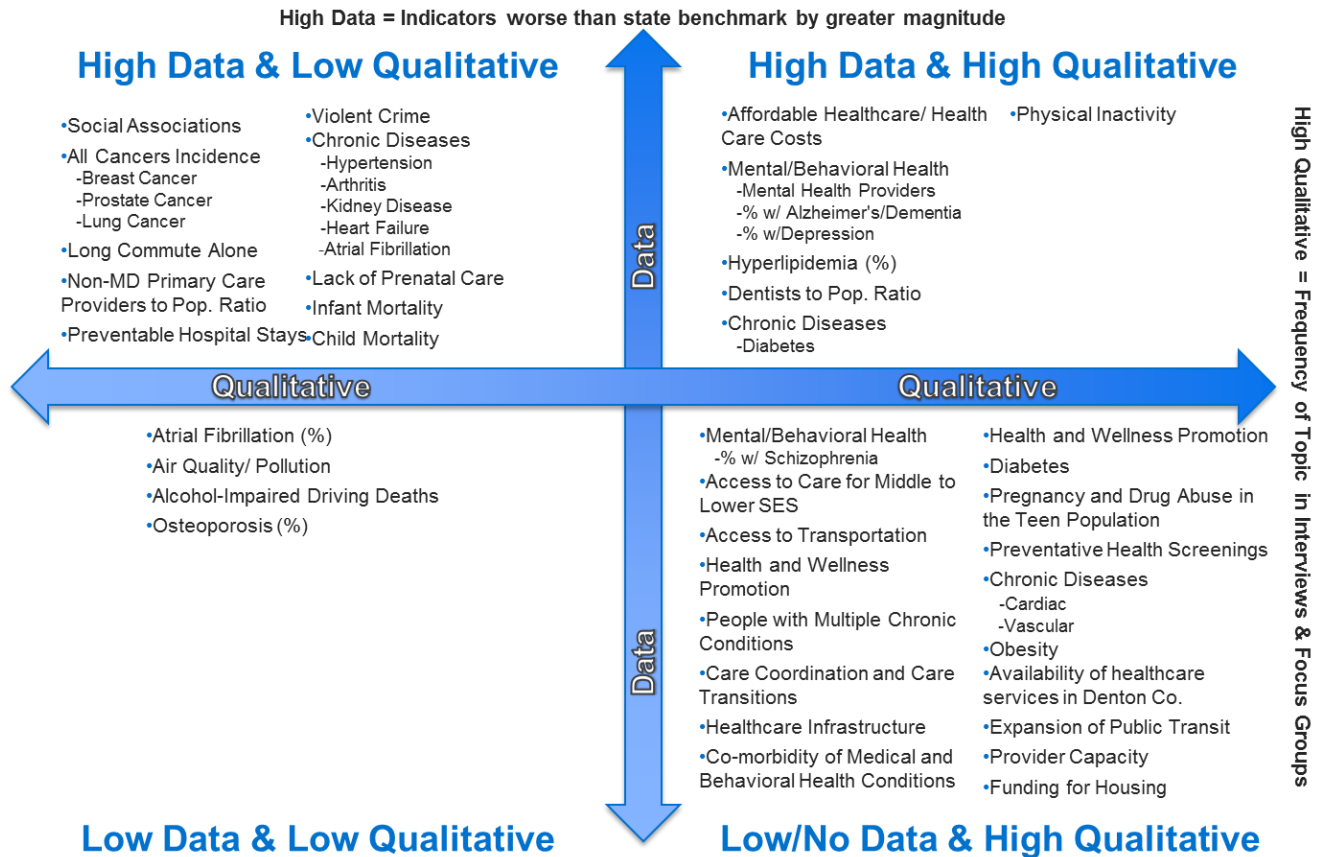 High Data = Indicators worse than state benchmark by greater magnitude
High Data & Low Qualitative
•Social Associations
•All Cancers Incidence
-Breast Cancer
-Prostate Cancer
-Lung Cancer
•Long Commute Alone
•Non-MD Primary Care
Providers to Pop. Ratio
•Preventable Hospital Stays
•Violent Crime
•Chronic Diseases
-Hypertension
-Arthritis
-Kidney Disease
-Heart Failure
-Atrial Fibrillation
•Lack of Prenatal Care
•Infant Mortality
•Child Mortality
High Data & High Qualitative
•Affordable Healthcare/ Health
Care Costs
•Mental/Behavioral Health
-Mental Health Providers
-% w/ Alzheimer's/Dementia
-% w/Depression
•Hyperlipidemia (%)
•Dentists to Pop. Ratio
•Chronic Diseases
-Diabetes
•Physical Inactivity
Data
Qualitative
Qualitative
Data
•Atrial Fibrillation (%)
•Air Quality/ Pollution
•Alcohol-Impaired Driving Deaths
•Osteoporosis (%)
Low Data & Low Qualitative
•Mental/Behavioral Health
-% w/ Schizophrenia
•Access to Care for Middle to
Lower SES
•Access to Transportation
•Health and Wellness
Promotion
•People with Multiple Chronic
Conditions
•Care Coordination and Care
Transitions
•Healthcare Infrastructure
•Co-morbidity of Medical and
Behavioral Health Conditions
•Health and Wellness Promotion
•Diabetes
•Pregnancy and Drug Abuse in
the Teen Population
•Preventative Health Screenings
•Chronic Diseases
-Cardiac
-Vascular
•Obesity
•Availability of healthcare
services in Denton Co.
•Expansion of Public Transit
•Provider Capacity
•Funding for Housing
Low/No Data & High Qualitative
High Qualitative = Frequency of Topic in Interviews & Focus Groups